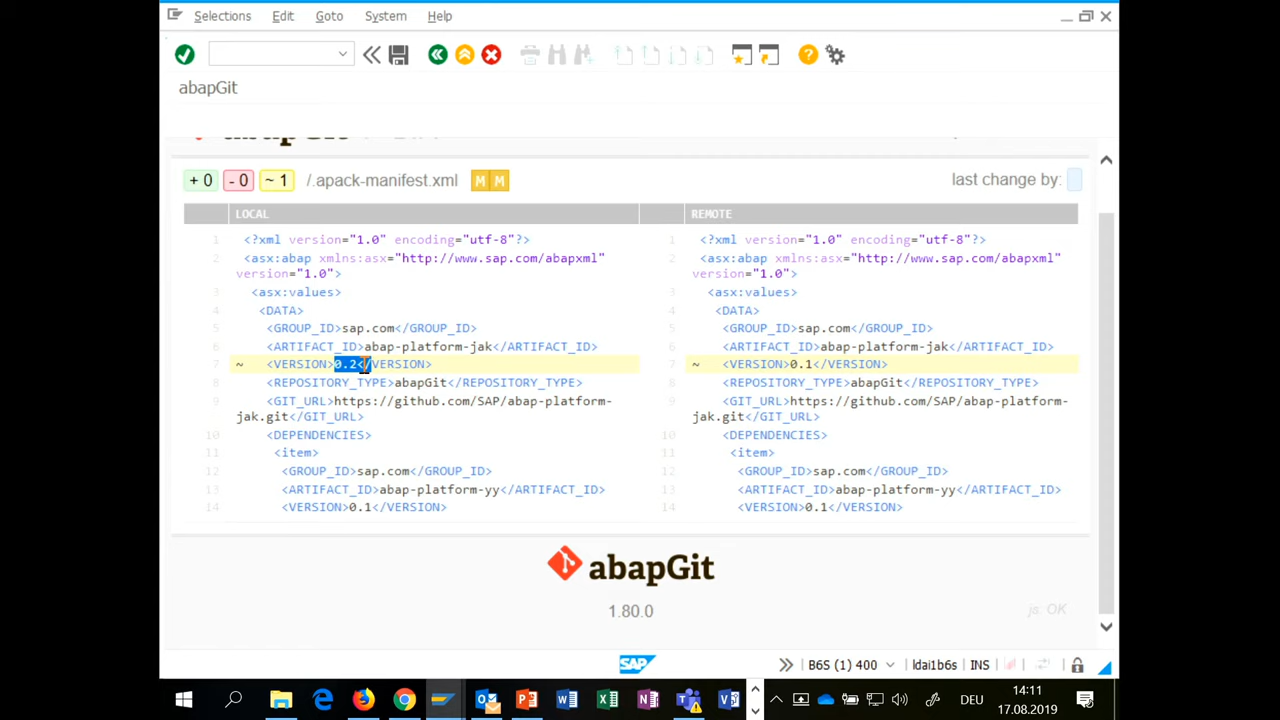 Selections Edit Goto System Help
abapGit
abapGit
+ 0 - 0 ~ 1 /.apack-manifest.xml M M last change by:
LOCAL REMOTE
1 <?xml version="1.0" encoding="utf-8"?> 1 <?xml version="1.0" encoding="utf-8"?>
2 <asx:abap xmlns:asx="http://www.sap.com/abapxml" 2 <asx:abap xmlns:asx="http://www.sap.com/abapxml"
version="1.0"> version="1.0">
3 <asx:values> 3 <asx:values>
4 <DATA> 4 <DATA>
5 <GROUP_ID>sap.com</GROUP_ID> 5 <GROUP_ID>sap.com</GROUP_ID>
6 <ARTIFACT_ID>abap-platform-jak</ARTIFACT_ID> 6 <ARTIFACT_ID>abap-platform-jak</ARTIFACT_ID>
7 ~ <VERSION>0.2</VERSION> 7 ~ <VERSION>0.1</VERSION>
8 <REPOSITORY_TYPE>abapGit</REPOSITORY_TYPE> 8 <REPOSITORY_TYPE>abapGit</REPOSITORY_TYPE>
9 <GIT_URL>https://github.com/SAP/abap-platform- 9 <GIT_URL>https://github.com/SAP/abap-platform-
jak.git</GIT_URL> jak.git</GIT_URL>
10 <DEPENDENCIES> 10 <DEPENDENCIES>
11 <item> 11 <item>
12 <GROUP_ID>sap.com</GROUP_ID> 12 <GROUP_ID>sap.com</GROUP_ID>
13 <ARTIFACT_ID>abap-platform-yy</ARTIFACT_ID> 13 <ARTIFACT_ID>abap-platform-yy</ARTIFACT_ID>
14 <VERSION>0.1</VERSION> 14 <VERSION>0.1</VERSION>
abapGit
1.80.0
js: OK
SAP B6S (1) 400 ldai1b6s INS
DEU 14:11
17.08.2019